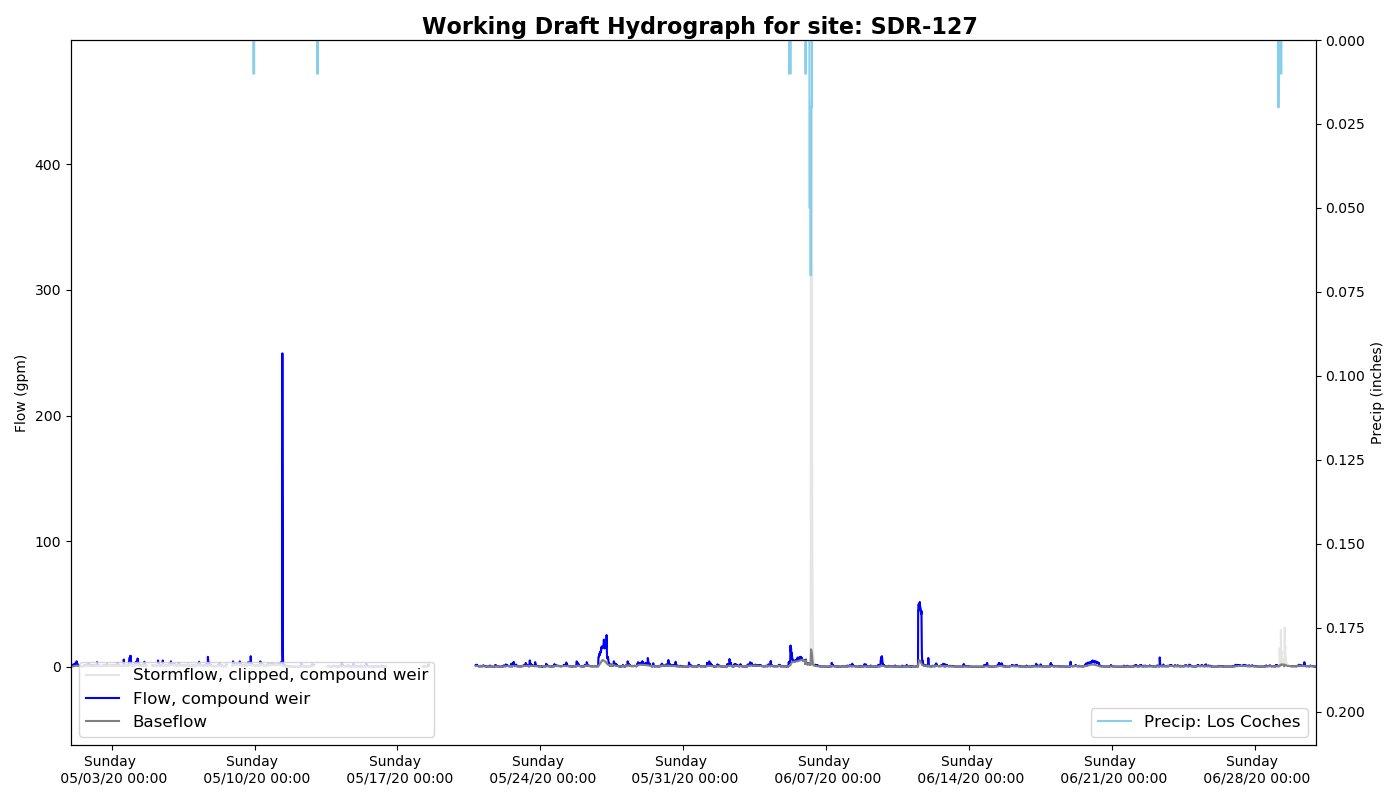 Working Draft Hydrograph for site: SDR-127
Flow (gpm)
400
300
200
100
0
0.000
0.025
0.050
0.075
0.100
0.125
0.150
0.175
0.200
Precip (inches)
Stormflow, clipped, compound weir
Flow, compound weir
Baseflow
Precip: Los Coches
Sunday
05/03/20 00:00
Sunday
05/10/20 00:00
Sunday
05/17/20 00:00
Sunday
05/24/20 00:00
Sunday
05/31/20 00:00
Sunday
06/07/20 00:00
Sunday
06/14/20 00:00
Sunday
06/21/20 00:00
Sunday
06/28/20 00:00